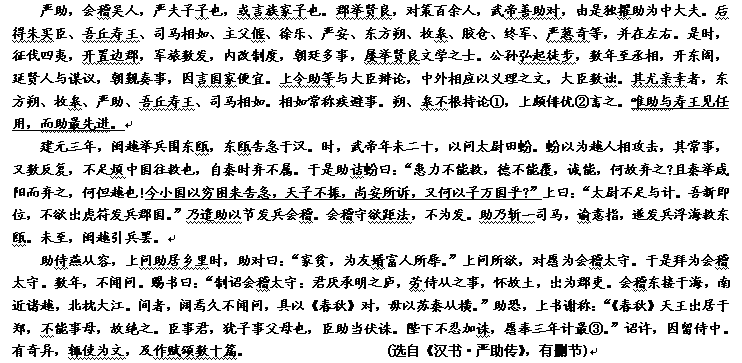 严助，会稽吴人，严夫子子也，或言族家子也。郡举贤良，对策百余人，武帝善助对，由是独擢助为中大夫。后
得朱买臣、吾丘寿王、司马相如、主父偃、徐乐、严安、东方朔、枚皋、胶仓、终军、严葱奇等，并在左右。是时，
征伐四夷，开置边郡，军旅数发，内改制度，朝廷多事，屡举贤良文学之士。公孙弘起徒步，数年至丞相，开东阁，
延贤人与谋议，朝觐奏事，因言国家便宜。上令助等与大臣辩论，中外相应以义理之文，大臣数诎。其尤亲幸者，东
方朔、枚皋、严助、吾丘寿王、司马相如。相如常称疾避事。朔、皋不根持论①，上颇俳优②言之。唯助与寿王见任
用，而助最先进。
建元三年，闽越举兵围东瓯，东瓯告急于汉。时，武帝年未二十，以问太尉田蚡。蚡以为越人相攻击，其常事，
又数反复，不足烦中国往救也，自秦时弃不属。于是助诘蚡曰：“患力不能救，德不能覆，诚能，何故弃之?且秦举咸
阳而弃之，何但越也!今小国以穷困来告急，天子不振，尚安所诉，又何以子万国乎?”上曰：“太尉不足与计。吾新即
位，不欲出虎符发兵郡国。”乃遣助以节发兵会稽。会稽守欲距法，不为发。助乃斩一司马，谕意指，遂发兵浮海救东
瓯。未至，闽越引兵罢。
助侍燕从容，上问助居乡里时，助对曰：“家贫，为友婿富人所辱。”上问所欲，对愿为会稽太守。于是拜为会稽
太守。数年，不闻问。赐书曰：“制诏会稽太守：君厌承明之庐，劳侍从之事，怀故土，出为郡吏。会稽东接于海，南
近诸越，北枕大江。间者，阔焉久不闻问，具以《春秋》对，毋以苏秦从横。”助恐，上书谢称：“《春秋》天王出居于
郑，不能事母，故绝之。臣事君，犹子事父母也，臣助当伏诛。陛下不忍加诛，愿奉三年计最③。”诏许，因留侍中。
有奇异，辄使为文，及作赋颂数十篇。 (选自《汉书·严助传》，有删节)